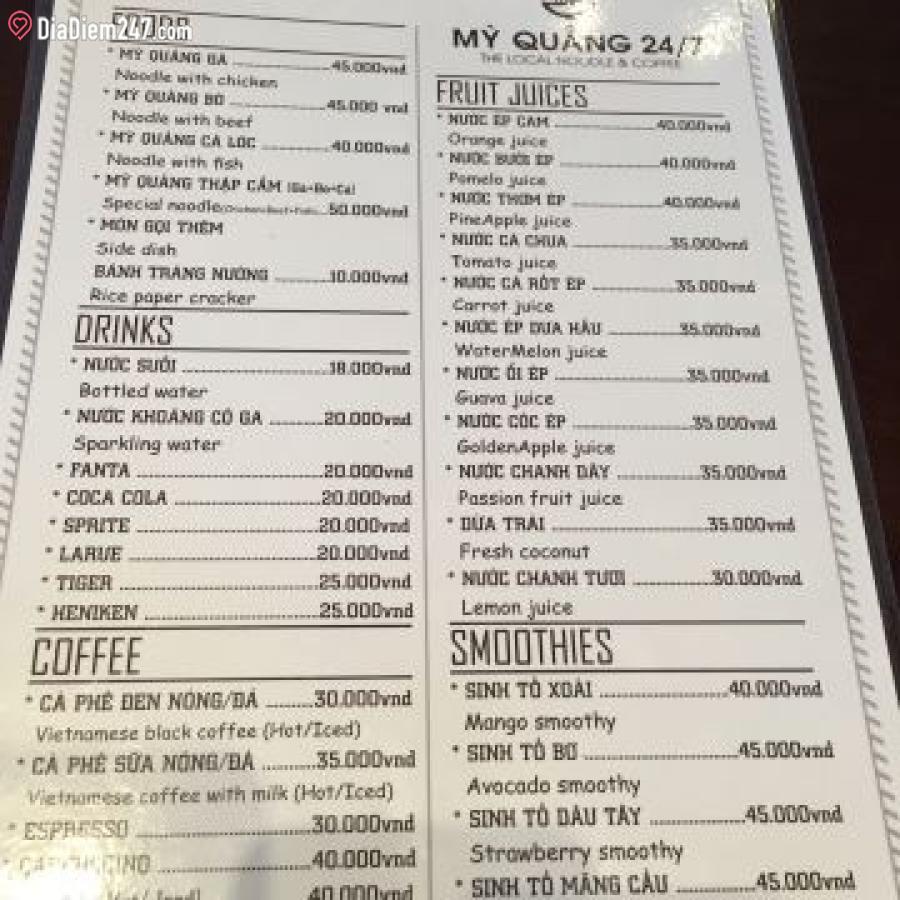 DiaDiem247.com
* MỲ QUẢNG GÀ 45.000vnd
Noodle with chicken
* MỲ QUẢNG BÒ 45.000 vnd
Noodle with beef
* MỲ QUẢNG CÁ LÓC 40.000vnd
Noodle with fish
* MỲ QUẢNG THẬP CẨM (Gà-Bò-Cá)
Special noodle(Chicken-Beef-Fish) 50.000vnd
* MÓN GỌI THÊM
Side dish
BÁNH TRÁNG NƯỚNG 10.000vnd
Rice paper cracker
DRINKS
* NƯỚC SUỐI 18.000vnd
Bottled water
* NƯỚC KHOÁNG CÓ GA 20.000vnd
Sparkling water
* FANTA 20.000vnd
* COCA COLA 20.000vnd
* SPRITE 20.000vnd
* LARUE 20.000vnd
* TIGER 25.000vnd
* HENIKEN 25.000vnd
COFFEE
* CÀ PHÊ ĐEN NÓNG/ĐÁ 30.000vnd
Vietnamese black coffee (Hot/Iced)
* CÀ PHÊ SỮA NÓNG/ĐÁ 35.000vnd
Vietnamese coffee with milk (Hot/Iced)
* ESPRESSO 30.000vnd
* CAPPUCCINO 40.000vnd
40.000vnd
MỲ QUẢNG 24/7
THE LOCAL NOUDLE & COFFEE
FRUIT JUICES
* NƯỚC ÉP CAM 40.000vnd
Orange juice
* NƯỚC BƯỞI ÉP 40.000vnd
Pomelo juice
* NƯỚC THƠM ÉP 40.000vnd
PineApple juice
* NƯỚC CÀ CHUA 35.000vnd
Tomato juice
* NƯỚC CÀ RỐT ÉP 35.000vnd
Carrot juice
* NƯỚC ÉP DƯA HẤU 35.000vnd
WaterMelon juice
* NƯỚC ỔI ÉP 35.000vnd
Guava juice
* NƯỚC CÓC ÉP 35.000vnd
GoldenApple juice
* NƯỚC CHANH DÂY 35.000vnd
Passion fruit juice
* DỪA TRÁI 35.000vnd
Fresh coconut
* NƯỚC CHANH TƯƠI 30.000vnd
Lemon juice
SMOOTHIES
* SINH TỐ XOÀI 40.000vnd
Mango smoothy
* SINH TỐ BƠ 45.000vnd
Avocado smoothy
* SINH TỐ DÂU TÂY 45.000vnd
Strawberry smoothy
* SINH TỐ MÃNG CẦU 45.000vnd